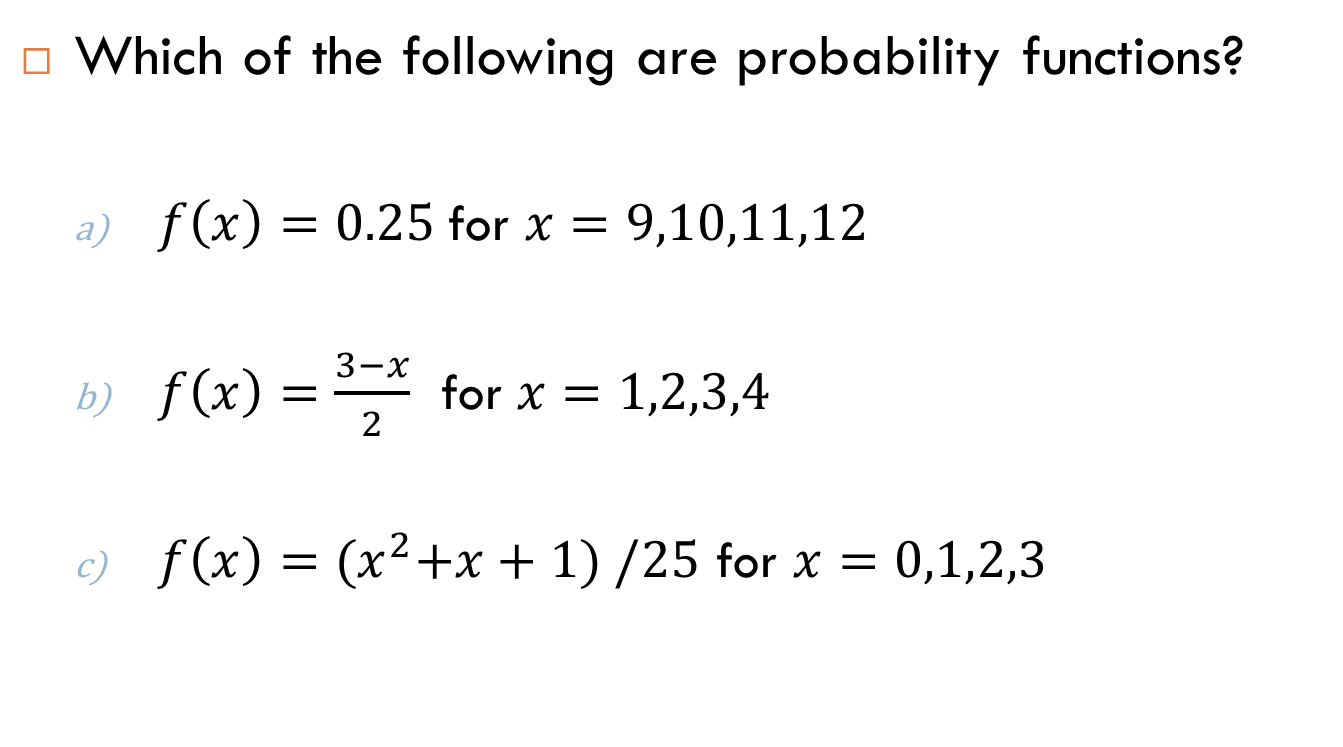 Which of the following are probability functions?
a) f(x) = 0.25 for x = 9,10,11,12
b) f(x) = \frac{3-x}{2} for x = 1,2,3,4
c) f(x) = (x²+x + 1) /25 for x = 0,1,2,3